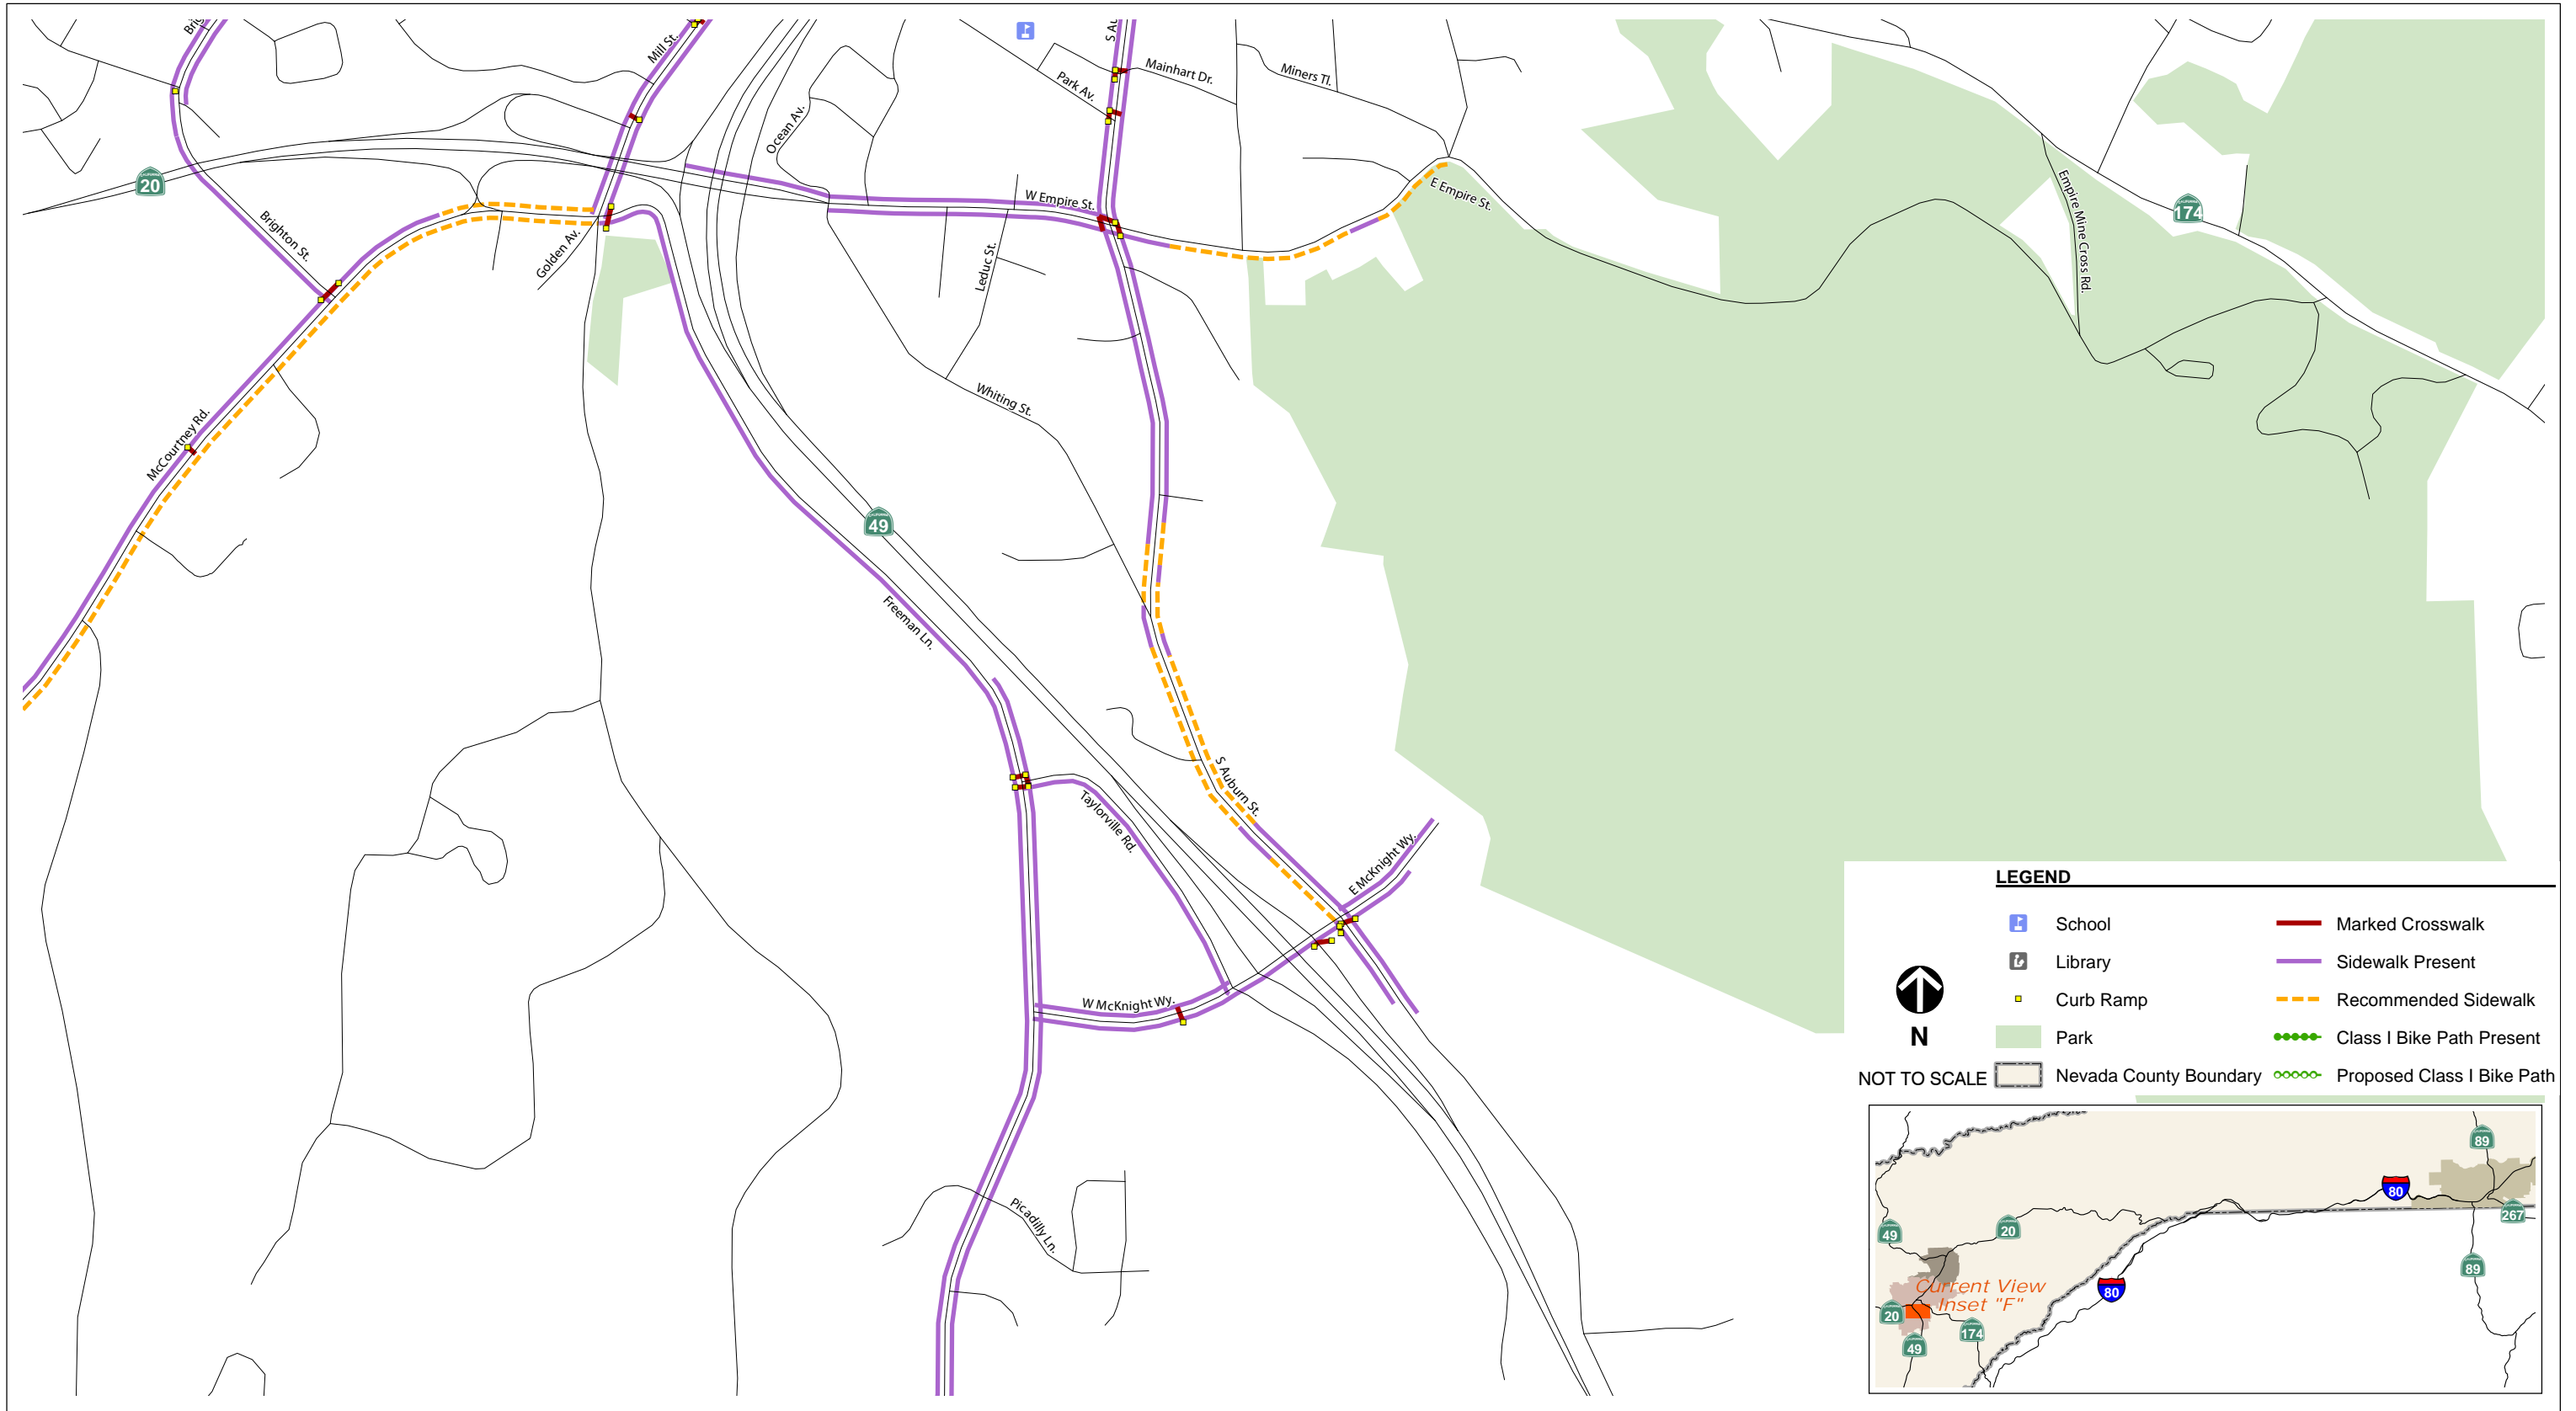 Brig
Mill St.
S Au
Mainhart Dr.
Park Av.
Miners Tl.
Ocean Av.
20
W Empire St.
E Empire St.
Empire Mine Cross Rd.
174
Brighton St.
Golden Av.
Leduc St.
Whiting St.
McCourtney Rd.
49
Freeman Ln.
S Auburn St.
Taylorville Rd.
E McKnight Wy.
W McKnight Wy.
Picadilly Ln.
LEGEND
School
Library
Curb Ramp
Park
Nevada County Boundary
Marked Crosswalk
Sidewalk Present
Recommended Sidewalk
Class I Bike Path Present
Proposed Class I Bike Path
N
NOT TO SCALE
89
80
267
49
20
89
80
Current View
Inset "F"
20
174
49